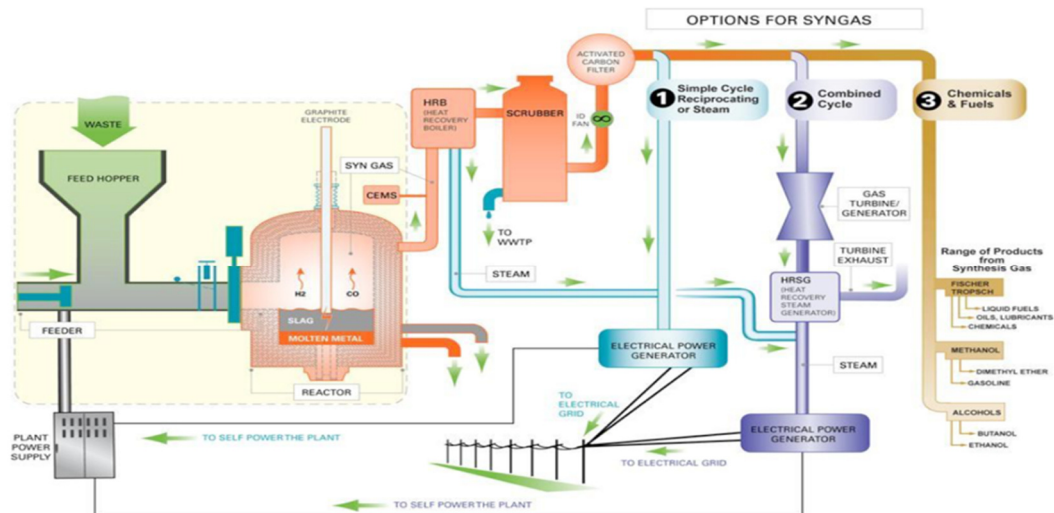 OPTIONS FOR SYNGAS
WASTE
FEED HOPPER
FEEDER
GRAPHITE
ELECTRODE
SYN GAS
CEMS
H2
CO
SLAG
MOLTEN METAL
REACTOR
HRB
(HEAT
RECOVERY
BOILER)
SCRUBBER
TO
WWTP
STEAM
ID
FAN
ACTIVATED
CARBON
FILTER
1
Simple Cycle
Reciprocating
or Steam
2
Combined
Cycle
3
Chemicals
& Fuels
GAS
TURBINE/
GENERATOR
TURBINE
EXHAUST
HRSG
(HEAT
RECOVERY
STEAM
GENERATOR)
STEAM
ELECTRICAL POWER
GENERATOR
ELECTRICAL POWER
GENERATOR
TO
ELECTRICAL
GRID
TO ELECTRICAL GRID
PLANT
POWER
SUPPLY
TO SELF POWER THE PLANT
TO SELF POWER THE PLANT
Range of Products
from
Synthesis Gas
FISCHER
TROPSCH
LIQUID FUELS
OILS, LUBRICANTS
CHEMICALS
METHANOL
DIMETHYL ETHER
GASOLINE
ALCOHOLS
BUTANOL
ETHANOL